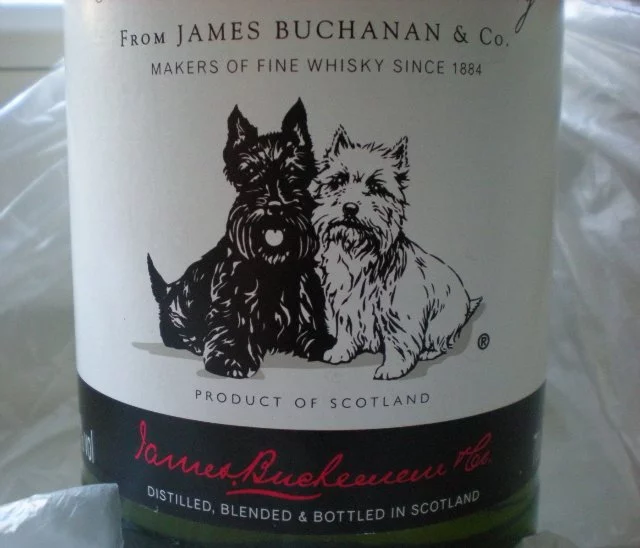 From JAMES BUCHANAN & Co.
MAKERS OF FINE WHISKY SINCE 1884
®
PRODUCT OF SCOTLAND
vol
James Buchanan & Co.
DISTILLED, BLENDED & BOTTLED IN SCOTLAND